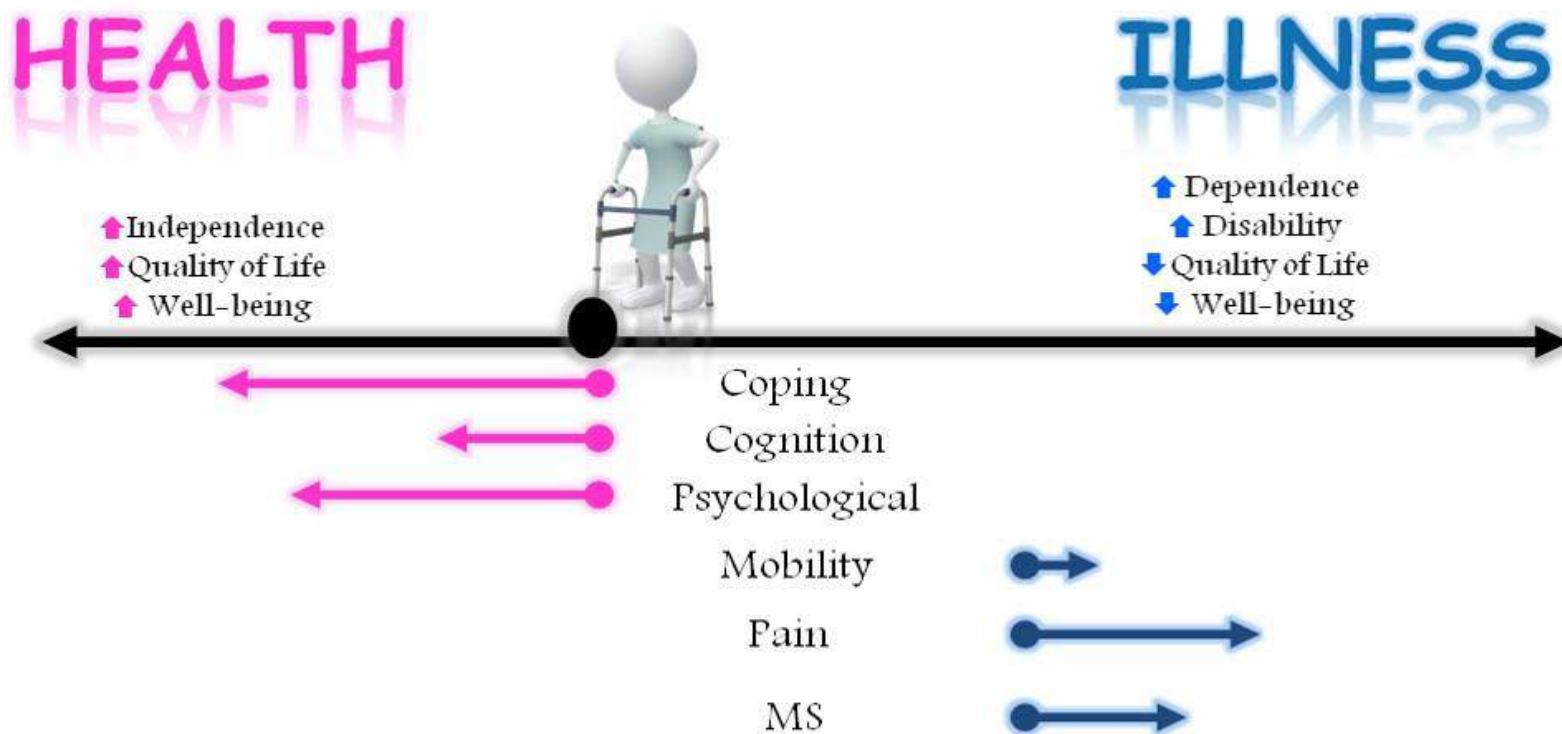 HEALTH
ILLNESS
Independence
Quality of Life
Well-being
Dependence
Disability
Quality of Life
Well-being
Coping
Cognition
Psychological
Mobility
Pain
MS